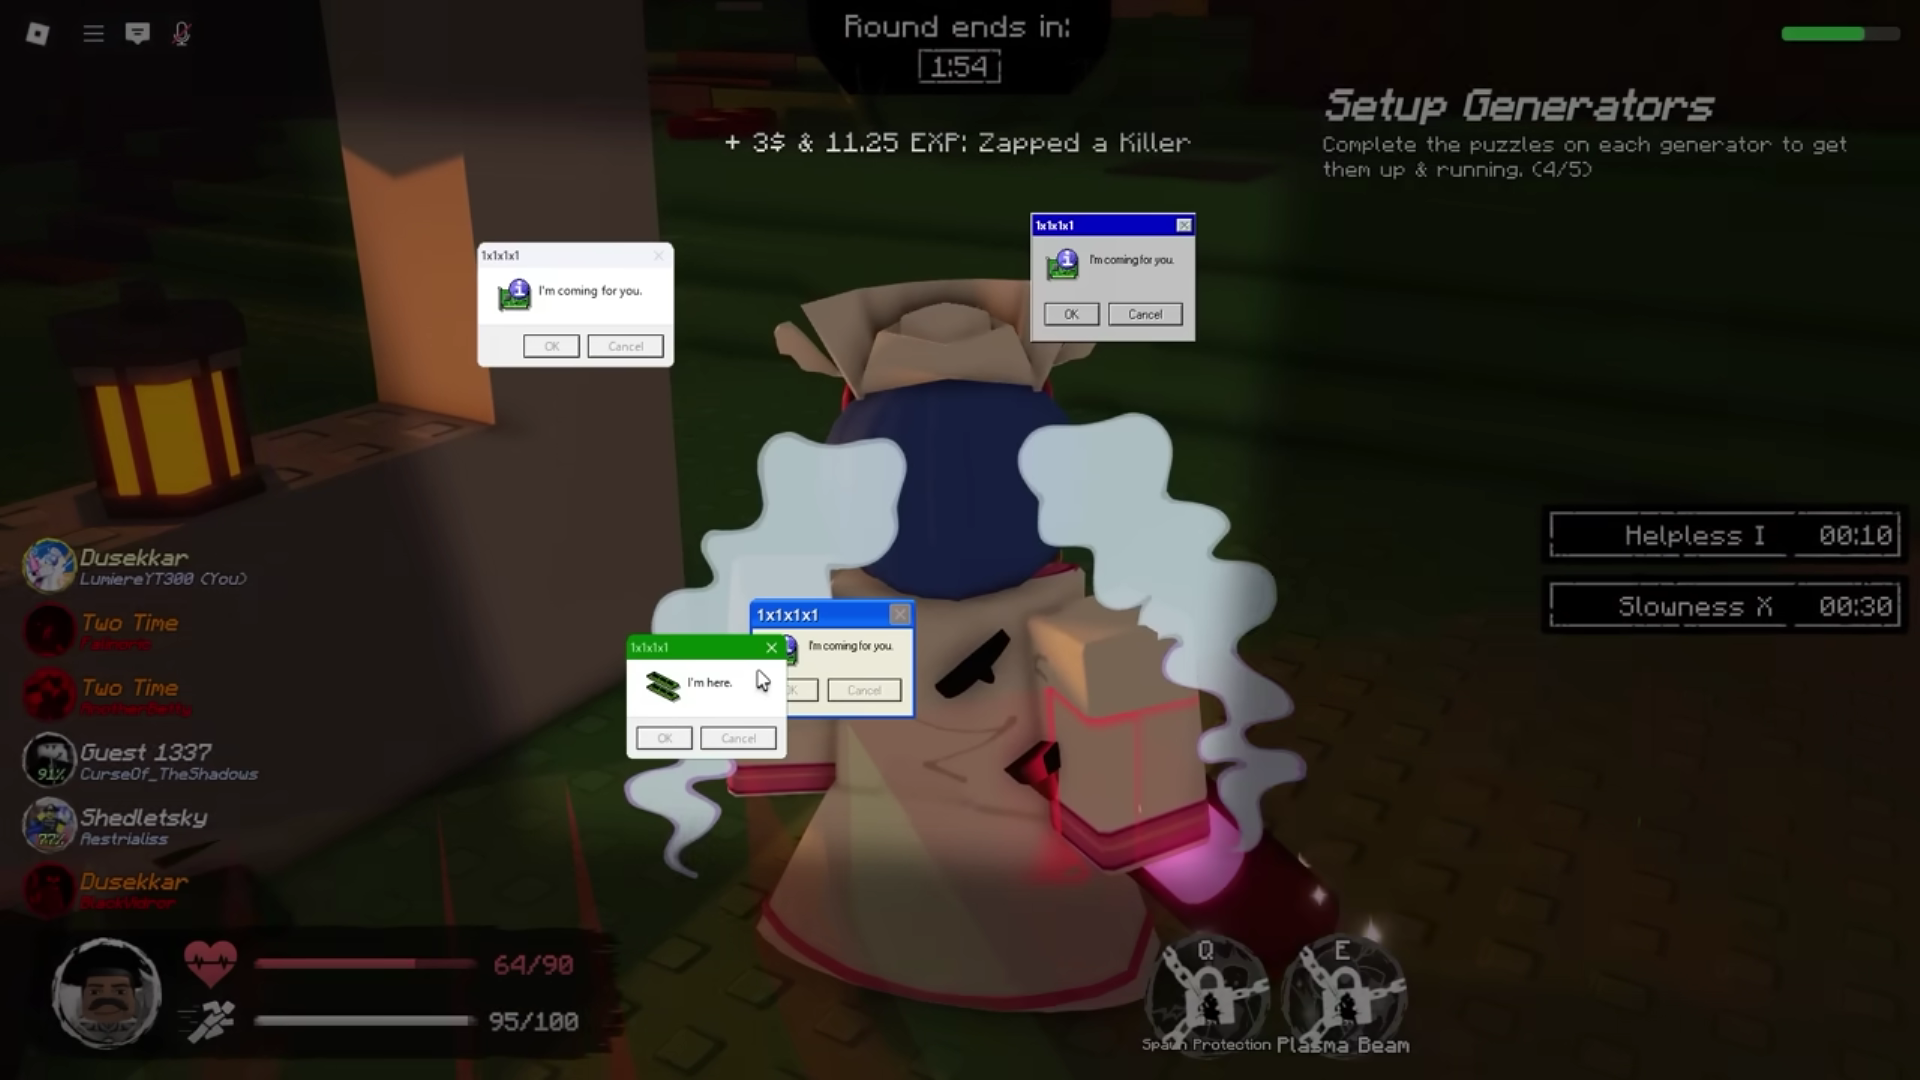 Round ends in:
1:54
+ 3$ & 11.25 EXP: Zapped a Killer
Setup Generators
Complete the puzzles on each generator to get
them up & running. (4/5)
1x1x1x1
I'm coming for you.
OK Cancel
1x1x1x1
I'm coming for you.
OK Cancel
Helpless I 00:10
Slowness X 00:30
1x1x1x1
I'm coming for you.
Cancel
1x1x1x1
I'm here.
OK Cancel
Dusekkar
LumiereYT300 (You)
Two Time
Two Time
Guest 1337
91%
CurseOf_TheShadows
Shedletsky
Aestrialiss
Dusekkar
64/90
95/100
Q
E
Spawn Protection
Plasma Beam